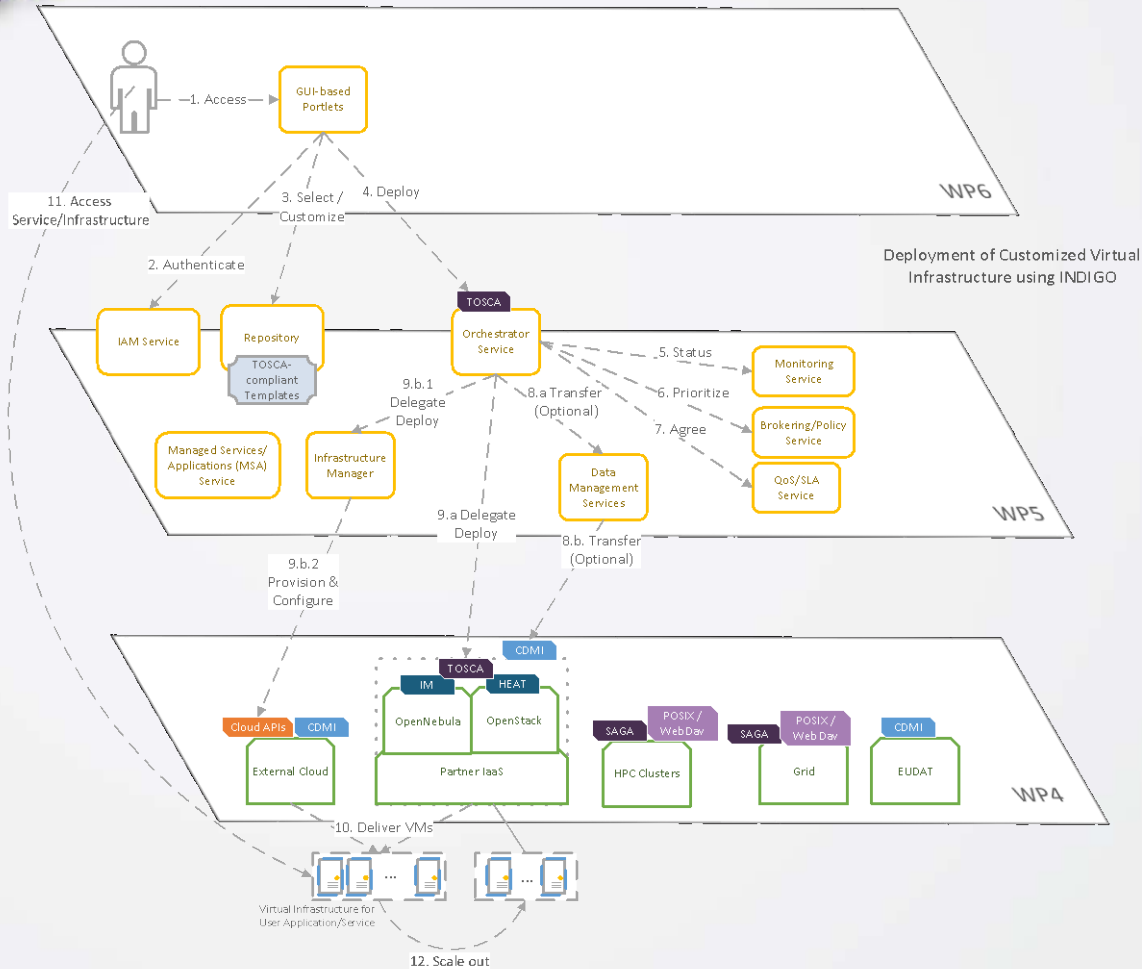 1. Access
GUI-based
Portlets
11. Access
Service/Infrastructure
3. Select /
Customize
4. Deploy
WP6
2. Authenticate
Deployment of Customized Virtual
Infrastructure using INDIGO
TOSCA
IAM Service
Repository
TOSCA-
compliant
Templates
Orchestrator
Service
5. Status
Monitoring
Service
9.b.1
Delegate
Deploy
8.a Transfer
(Optional)
6. Prioritize
7. Agree
Brokering/Policy
Service
Managed Services/
Applications (MSA)
Service
Infrastructure
Manager
Data
Management
Services
QoS/SLA
Service
WP5
9.a Delegate
Deploy
8.b. Transfer
(Optional)
9.b.2
Provision &
Configure
CDMI
TOSCA
IM
HEAT
OpenNebula
OpenStack
Partner IaaS
Cloud APIs
CDMI
External Cloud
SAGA
POSIX /
WebDav
HPC Clusters
SAGA
POSIX /
WebDav
Grid
CDMI
EUDAT
WP4
10. Deliver VMs
...
...
Virtual Infrastructure for
User Application/Service
12. Scale out